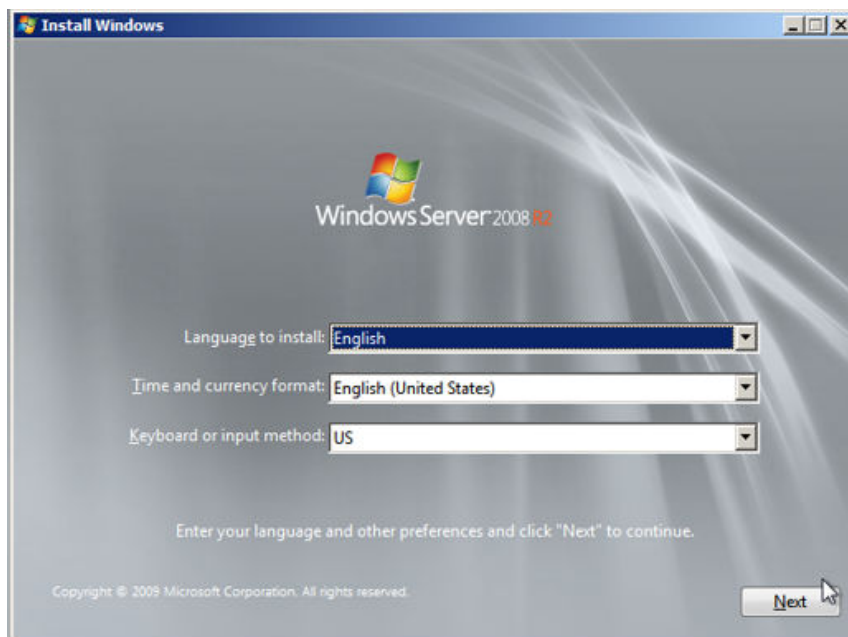 Install Windows
Windows Server 2008 R2
Language to install: English
Time and currency format: English (United States)
Keyboard or input method: US
Enter your language and other preferences and click "Next" to continue.
Copyright © 2009 Microsoft Corporation. All rights reserved.
Next